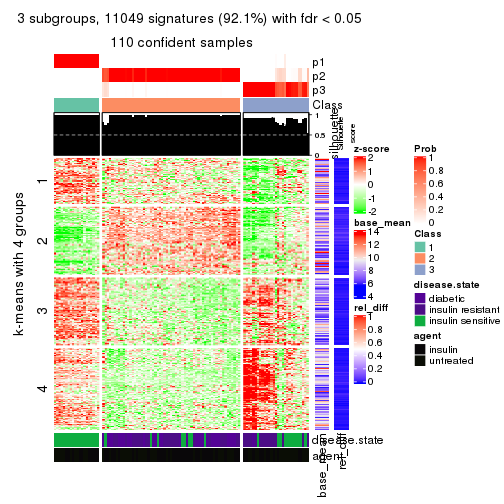 3 subgroups, 11049 signatures (92.1%) with fdr < 0.05
110 confident samples
p1
p2
p3
Class
1
0.5
0
silhouette
Silhouette
score
k-means with 4 groups
1
2
3
4
disease.state
agent
base_mean
rel_diff
z-score
2
1
0
-1
-2
base_mean
14
12
10
8
6
4
rel_diff
1
0.8
0.6
0.4
0.2
0
Prob
1
0.8
0.6
0.4
0.2
0
Class
1
2
3
disease.state
diabetic
insulin resistant
insulin sensitive
agent
insulin
untreated